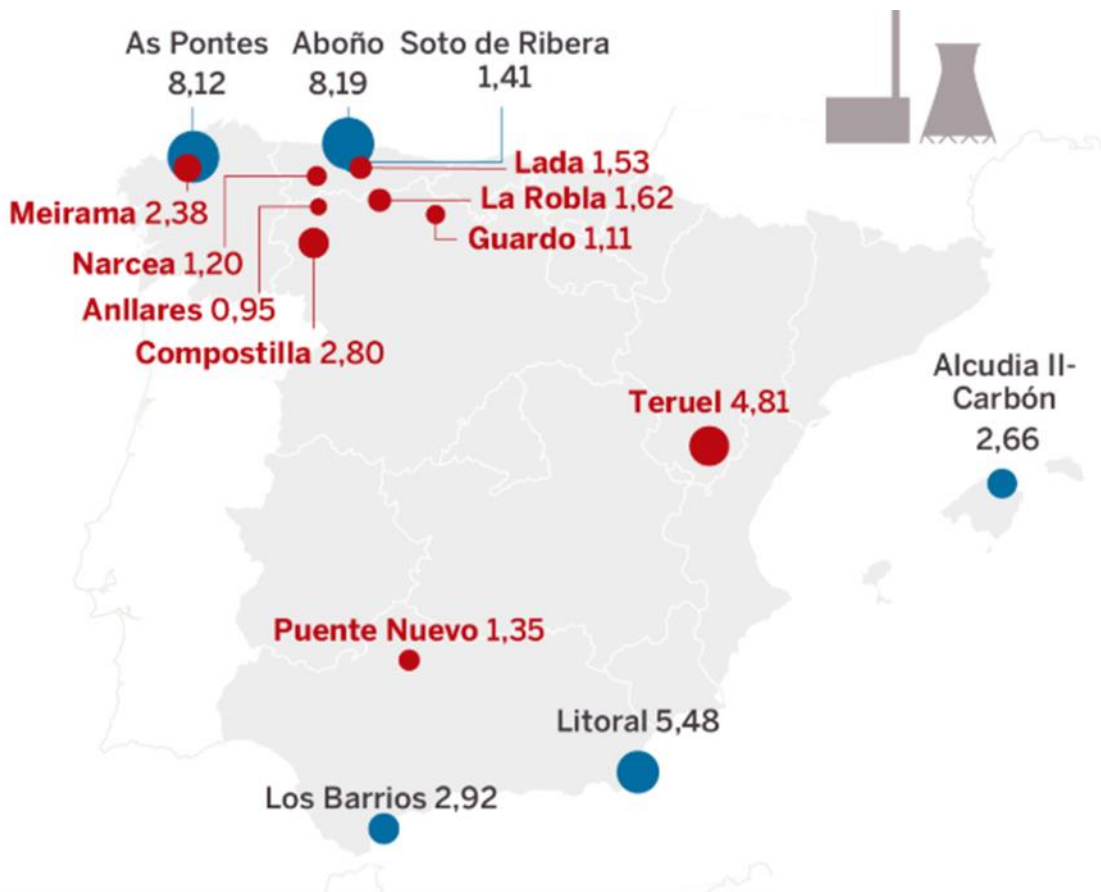 As Pontes
8,12
Aboño
8,19
Soto de Ribera
1,41
Lada 1,53
La Robla 1,62
Guardo 1,11
Meirama 2,38
Narcea 1,20
Anllares 0,95
Compostilla 2,80
Teruel 4,81
Alcudia II-
Carbón
2,66
Puente Nuevo 1,35
Litoral 5,48
Los Barrios 2,92